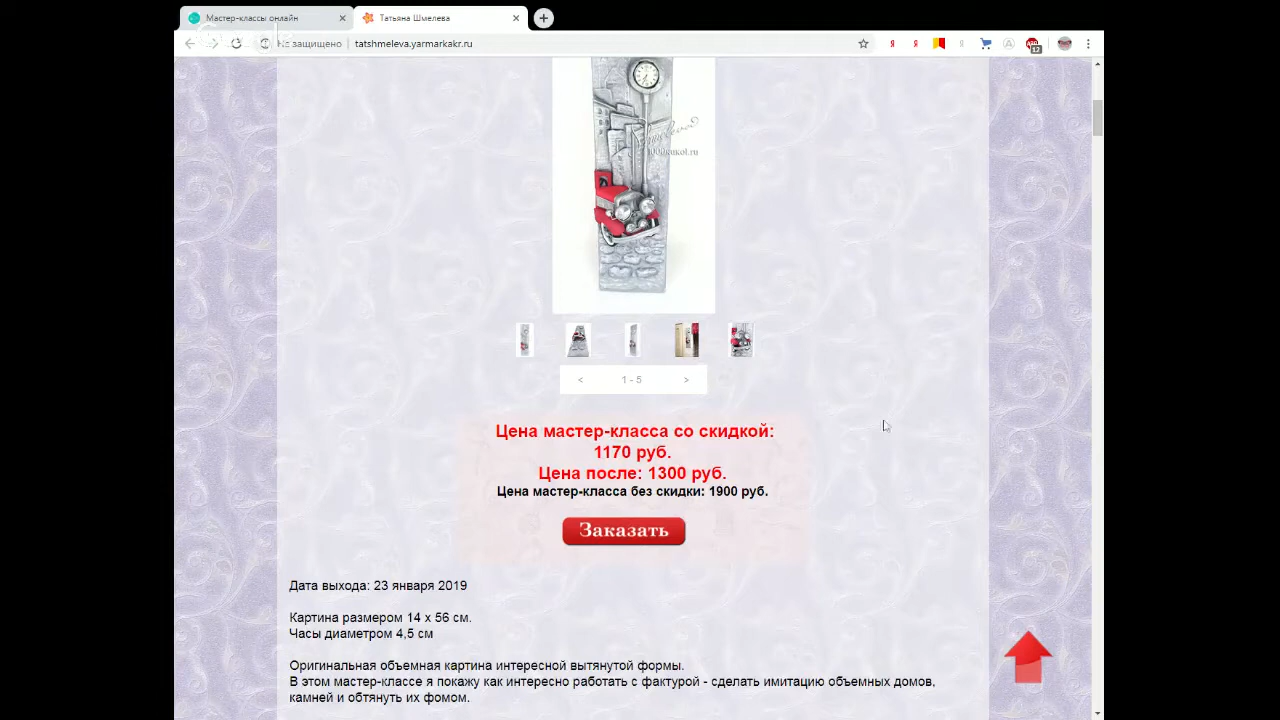 Мастер-классы онлайн
Татьяна Шмелева
Не защищено
tatshmeleva.yarmarkakr.ru
12
1000kukol.ru
< 1 - 5 >
Цена мастер-класса со скидкой:
1170 руб.
Цена после: 1300 руб.
Цена мастер-класса без скидки: 1900 руб.
Заказать
Дата выхода: 23 января 2019
Картина размером 14 х 56 см.
Часы диаметром 4,5 см
Оригинальная объемная картина интересной вытянутой формы.
В этом мастер-классе я покажу как интересно работать с фактурой - сделать имитацию объемных домов,
камней и обтянуть их фомом.